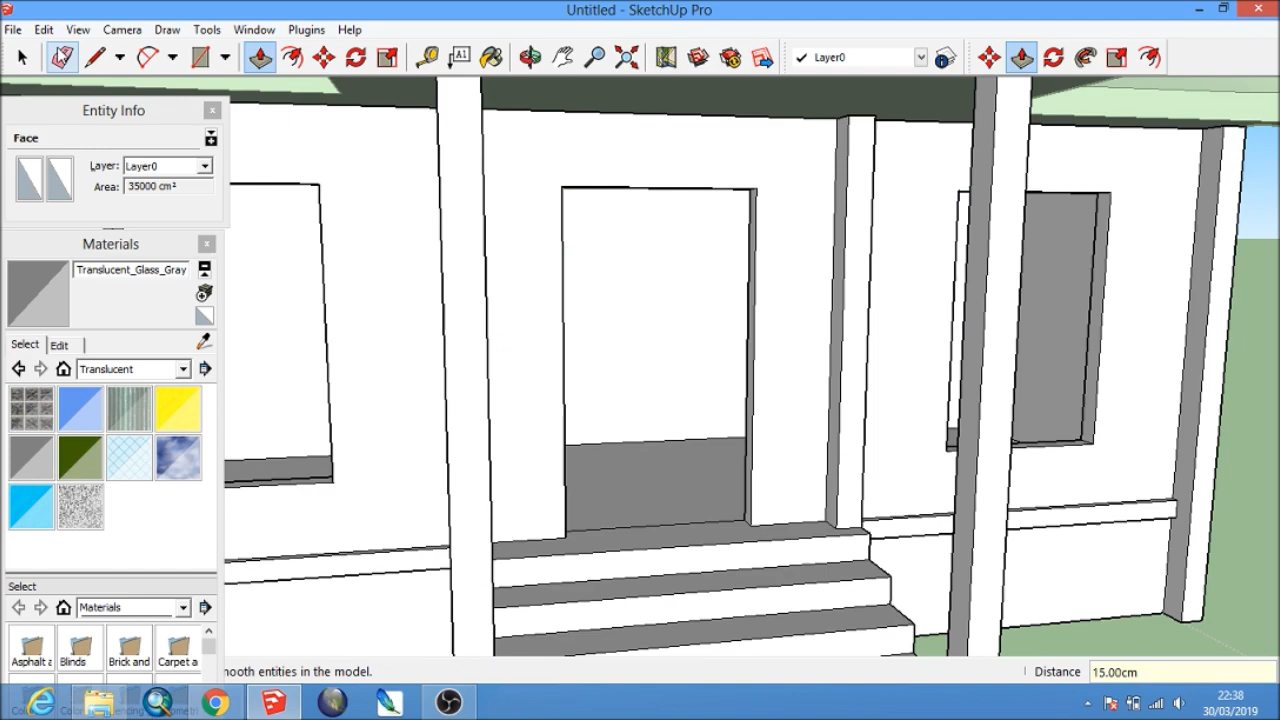 Untitled - SketchUp Pro
File Edit View Camera Draw Tools Window Plugins Help
A1
Layer0
Entity Info
Face
Layer: Layer0
Area: 35000 cm²
Materials
Translucent_Glass_Gray
Select Edit
Translucent
Select
Materials
Asphalt a Blinds Brick and Carpet a
mooth entities in the model.
Distance 15.00cm
22:38
30/03/2019